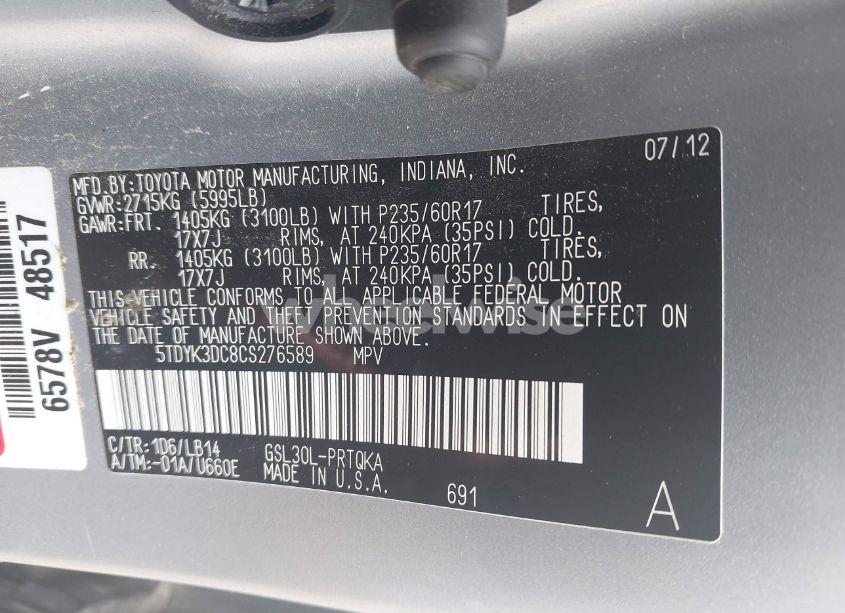 07/12
MFD.BY:TOYOTA MOTOR MANUFACTURING, INDIANA, INC.
GVWR:2715KG (5995LB)
GAWR:FRT. 1405KG (3100LB) WITH P235/60R17 TIRES,
17X7J RIMS, AT 240KPA (35PSI) COLD.
RR. 1405KG (3100LB) WITH P235/60R17 TIRES,
17X7J RIMS, AT 240KPA (35PSI) COLD.
THIS VEHICLE CONFORMS TO ALL APPLICABLE FEDERAL MOTOR
VEHICLE SAFETY AND THEFT PREVENTION STANDARDS IN EFFECT ON
THE DATE OF MANUFACTURE SHOWN ABOVE.
5TDYK3DC8CS276589 MPV
C/TR:1D6/LB14 GSL30L-PRTQKA
A/TM:-01A/U660E MADE IN U.S.A.
691
A
6578V 48517
wheelwise